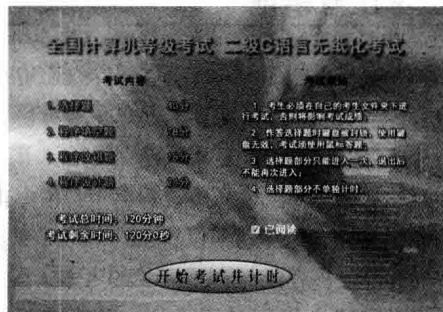 全国计算机等级考试 二级C语言无纸化考试
考试内容
1. 选择题 40分
2. 程序填空题
3. 程序改错题
4. 程序设计题
考试总时间：120分钟
考试剩余时间：120分0秒
考试须知
1 考生必须在自己的考生文件夹下进
行考试，否则将影响考试成绩；
2 作答选择题时键盘被封锁，使用键
盘无效，考试须使用鼠标答题；
3 选择题部分只能进入一次，退出后
不能再次进入；
4 选择题部分不单独计时。
已阅读
开始考试并计时